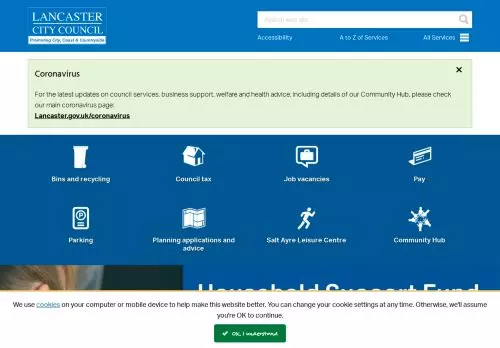 LANCASTER
CITY COUNCIL
Promoting City, Coast & Countryside
Search web site...
Accessibility
A to Z of Services
All Services
Coronavirus
For the latest updates on council services, business support, welfare and health advice, including details of our Community Hub, please check
our main coronavirus page:
Lancaster.gov.uk/coronavirus
Bins and recycling
Council tax
Job vacancies
Pay
Parking
Planning applications and
advice
Salt Ayre Leisure Centre
Community Hub
Household Support Fund
We use cookies on your computer or mobile device to help make this website better. You can change your cookie settings at any time. Otherwise, we'll assume
you're OK to continue.
OK, I understand